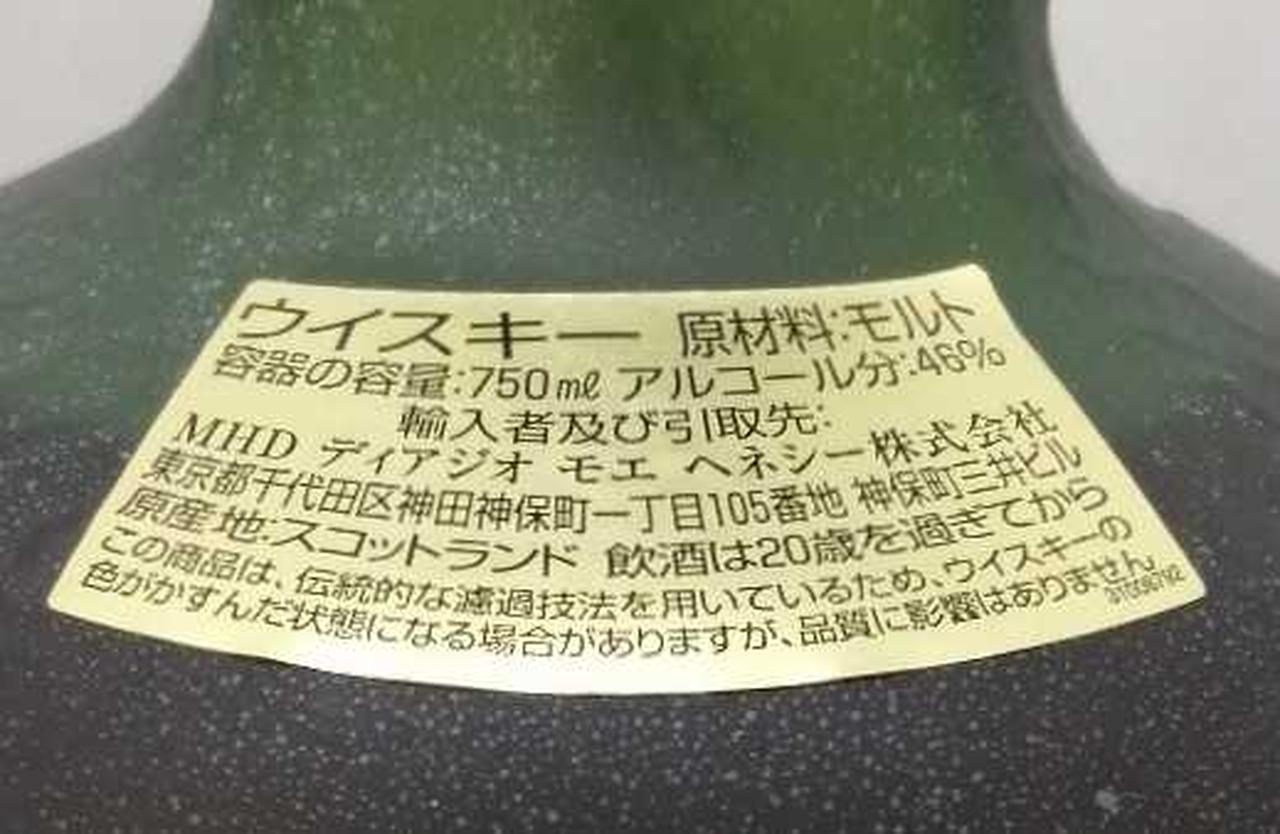 ウイスキー 原材料:モルト
容器の容量:750㎖ アルコール分:46%
輸入者及び引取先:
MHD ディアジオ モエ ヘネシー株式会社
東京都千代田区神田神保町一丁目105番地 神保町三井ビル
原産地:スコットランド 飲酒は20歳を過ぎてから
この商品は、伝統的な濾過技法を用いているため、ウイスキーの
色がかすんだ状態になる場合がありますが、品質に影響はありません。